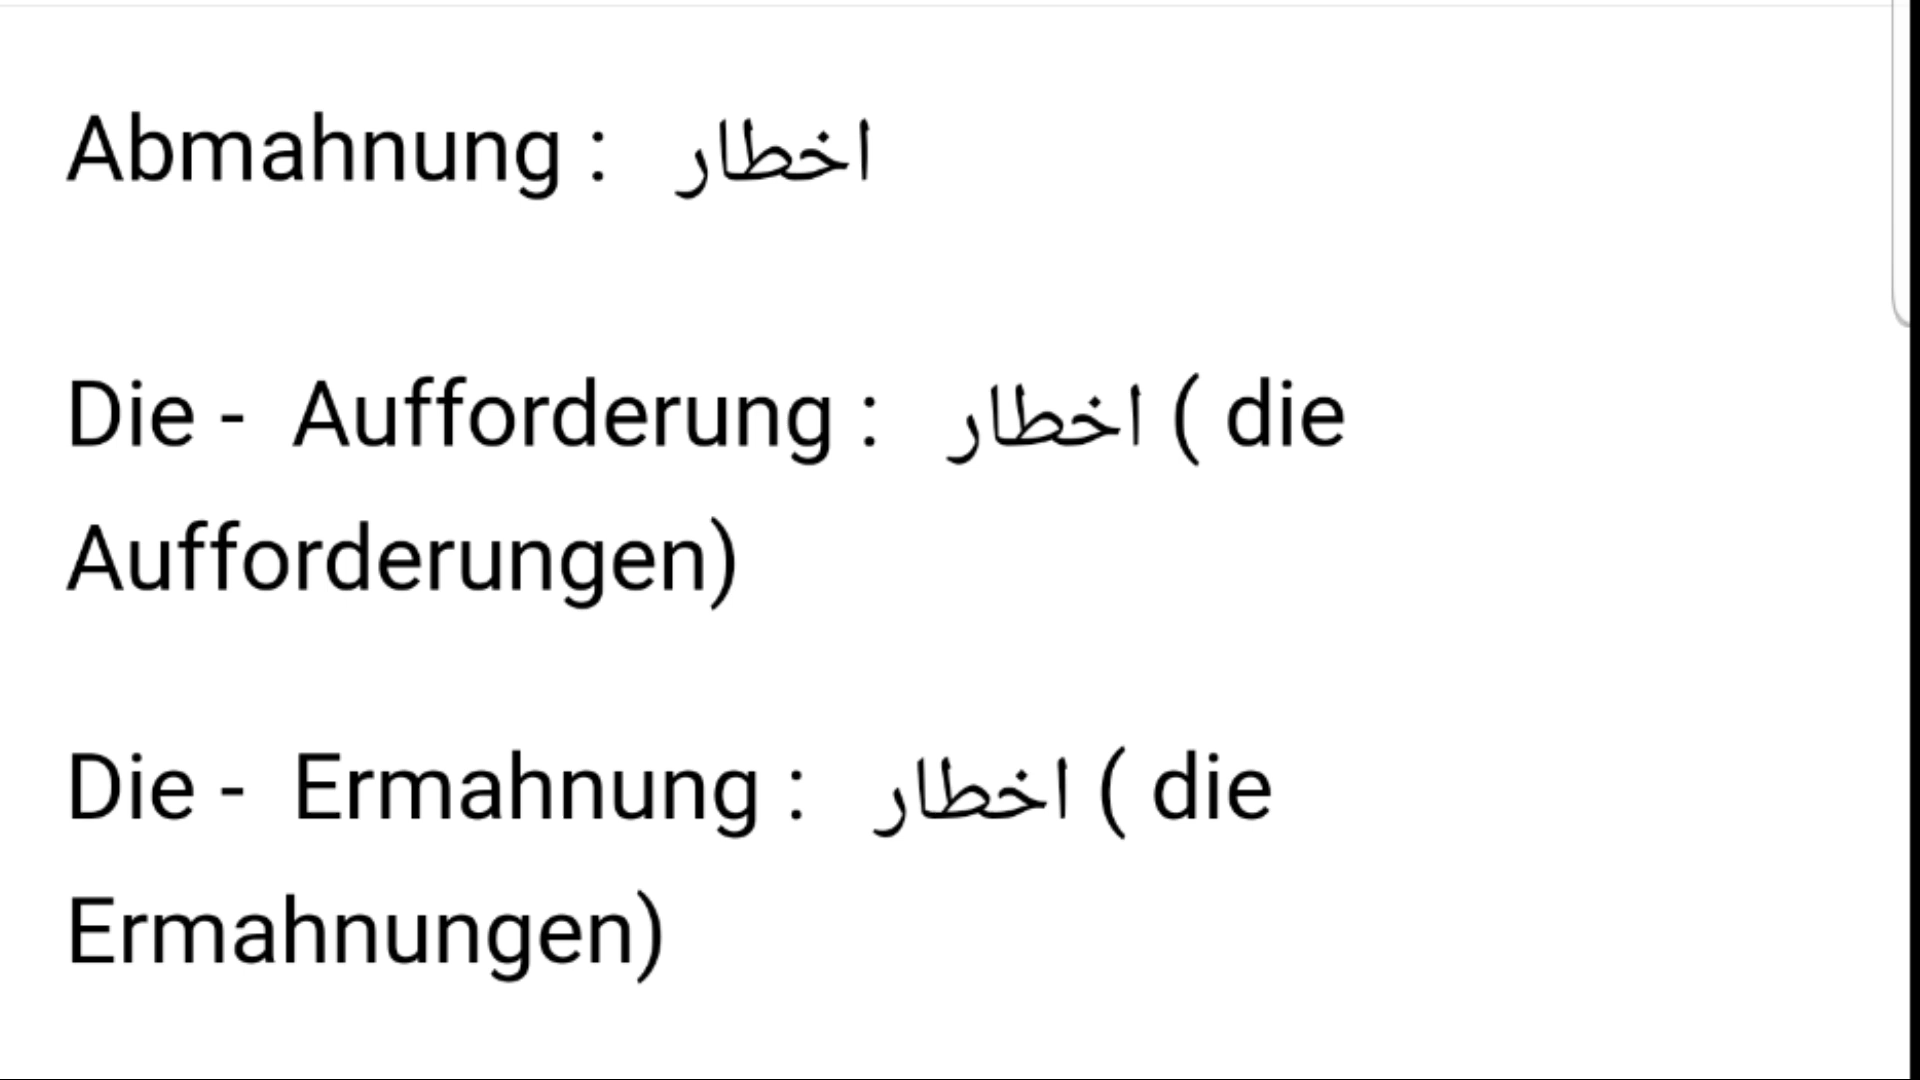 Abmahnung : اخطار
Die - Aufforderung : اخطار ( die
Aufforderungen)
Die - Ermahnung : اخطار ( die
Ermahnungen)